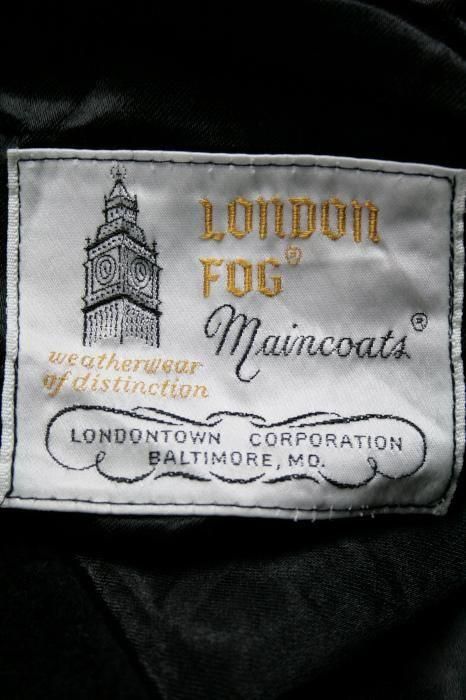 LONDON
FOG®
Maincoats®
weatherwear
of distinction
LONDONTOWN CORPORATION
BALTIMORE, MD.